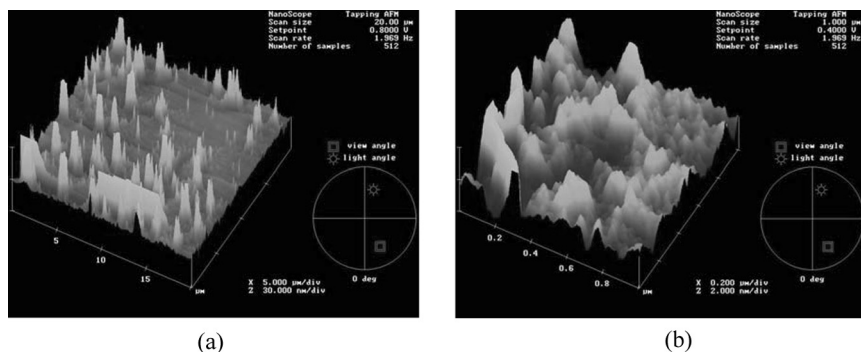 NanoScope Tapping AFM
Scan size 20.00 µm
Setpoint 0.8000 V
Scan rate 1.969 Hz
Number of samples 512
view angle
light angle
5
10
15
µm
X 5.000 µm/div
Z 30.000 nm/div
0 deg
(a)
NanoScope Tapping AFM
Scan size 1.000 µm
Setpoint 0.4000 V
Scan rate 1.969 Hz
Number of samples 512
view angle
light angle
0.2
0.4
0.6
0.8
µm
X 0.200 µm/div
Z 2.000 nm/div
0 deg
(b)